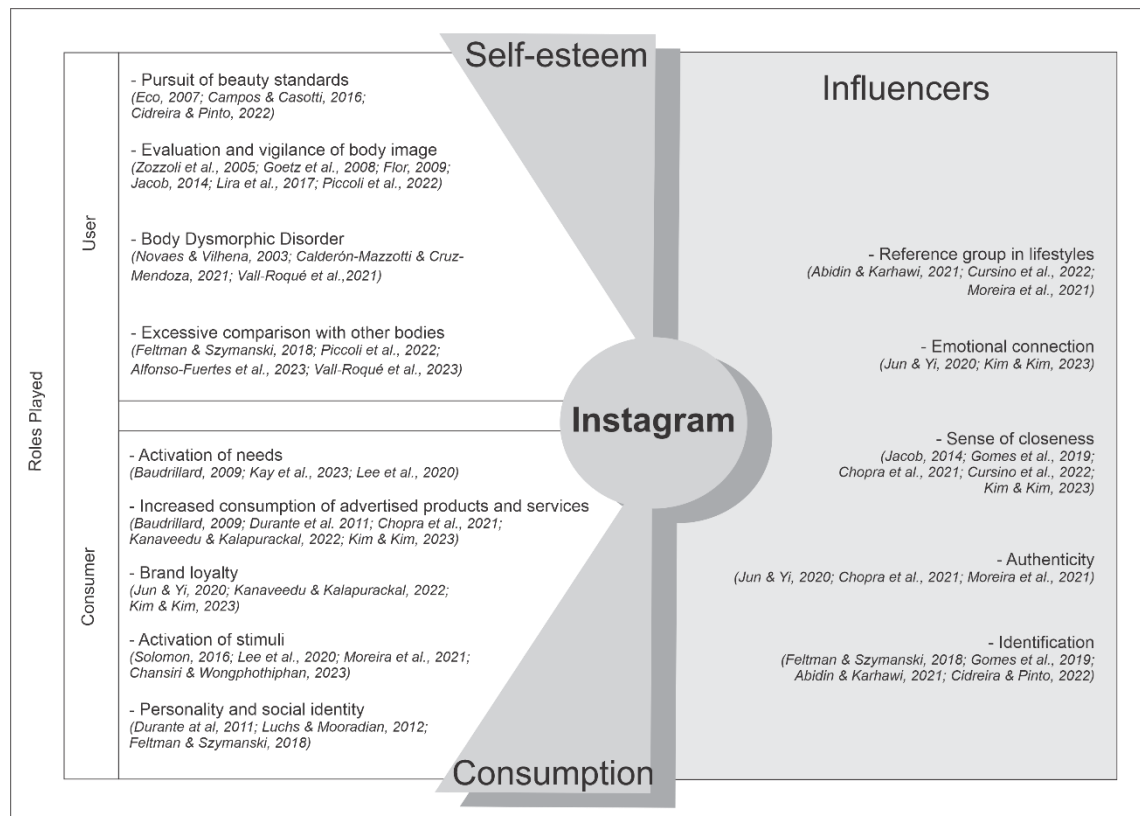 Self-esteem
Influencers
Roles Played
User
- Pursuit of beauty standards
(Eco, 2007; Campos & Casotti, 2016;
Cidreira & Pinto, 2022)
- Evaluation and vigilance of body image
(Zozzoli et al., 2005; Goetz et al., 2008; Flor, 2009;
Jacob, 2014; Lira et al., 2017; Piccoli et al., 2022)
- Body Dysmorphic Disorder
(Novaes & Vilhena, 2003; Calderón-Mazzotti & Cruz-
Mendoza, 2021; Vall-Roqué et al.,2021)
- Excessive comparison with other bodies
(Feltman & Szymanski, 2018; Piccoli et al., 2022;
Alfonso-Fuertes et al., 2023; Vall-Roqué et al., 2023)
Instagram
Consumer
- Activation of needs
(Baudrillard, 2009; Kay et al., 2023; Lee et al., 2020)
- Increased consumption of advertised products and services
(Baudrillard, 2009; Durante et al. 2011; Chopra et al., 2021;
Kanaveedu & Kalapurackal, 2022; Kim & Kim, 2023)
- Brand loyalty
(Jun & Yi, 2020; Kanaveedu & Kalapurackal, 2022;
Kim & Kim, 2023)
- Activation of stimuli
(Solomon, 2016; Lee et al., 2020; Moreira et al., 2021;
Chansiri & Wongphothiphan, 2023)
- Personality and social identity
(Durante at al, 2011; Luchs & Mooradian, 2012;
Feltman & Szymanski, 2018)
Consumption
- Reference group in lifestyles
(Abidin & Karhawi, 2021; Cursino et al., 2022;
Moreira et al., 2021)
- Emotional connection
(Jun & Yi, 2020; Kim & Kim, 2023)
- Sense of closeness
(Jacob, 2014; Gomes et al., 2019;
Chopra et al., 2021; Cursino et al., 2022;
Kim & Kim, 2023)
- Authenticity
(Jun & Yi, 2020; Chopra et al., 2021; Moreira et al., 2021)
- Identification
(Feltman & Szymanski, 2018; Gomes et al., 2019;
Abidin & Karhawi, 2021; Cidreira & Pinto, 2022)